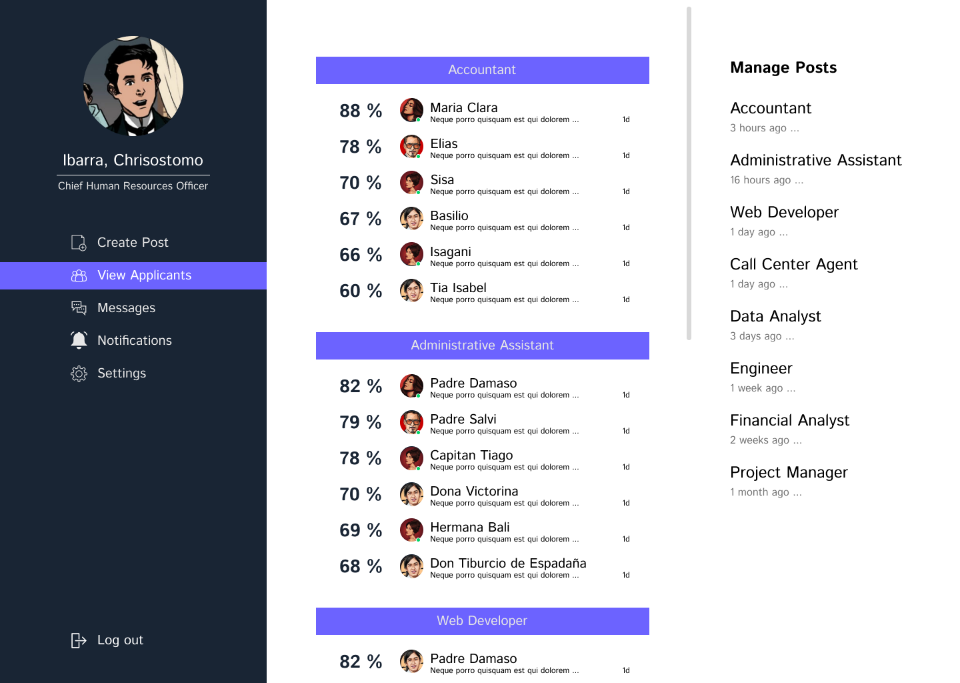 Ibarra, Chrisostomo
Chief Human Resources Officer
Create Post
View Applicants
Messages
Notifications
Settings
Log out
Accountant
88 % Maria Clara
Neque porro quisquam est qui dolorem ... 1d
78 % Elias
Neque porro quisquam est qui dolorem ... 1d
70 % Sisa
Neque porro quisquam est qui dolorem ... 1d
67 % Basilio
Neque porro quisquam est qui dolorem ... 1d
66 % Isagani
Neque porro quisquam est qui dolorem ... 1d
60 % Tia Isabel
Neque porro quisquam est qui dolorem ... 1d
Administrative Assistant
82 % Padre Damaso
Neque porro quisquam est qui dolorem ... 1d
79 % Padre Salvi
Neque porro quisquam est qui dolorem ... 1d
78 % Capitan Tiago
Neque porro quisquam est qui dolorem ... 1d
70 % Dona Victorina
Neque porro quisquam est qui dolorem ... 1d
69 % Hermana Bali
Neque porro quisquam est qui dolorem ... 1d
68 % Don Tiburcio de Espadaña
Neque porro quisquam est qui dolorem ... 1d
Web Developer
82 % Padre Damaso
Neque porro quisquam est qui dolorem ... 1d
Manage Posts
Accountant
3 hours ago ...
Administrative Assistant
16 hours ago ...
Web Developer
1 day ago ...
Call Center Agent
1 day ago ...
Data Analyst
3 days ago ...
Engineer
1 week ago ...
Financial Analyst
2 weeks ago ...
Project Manager
1 month ago ...